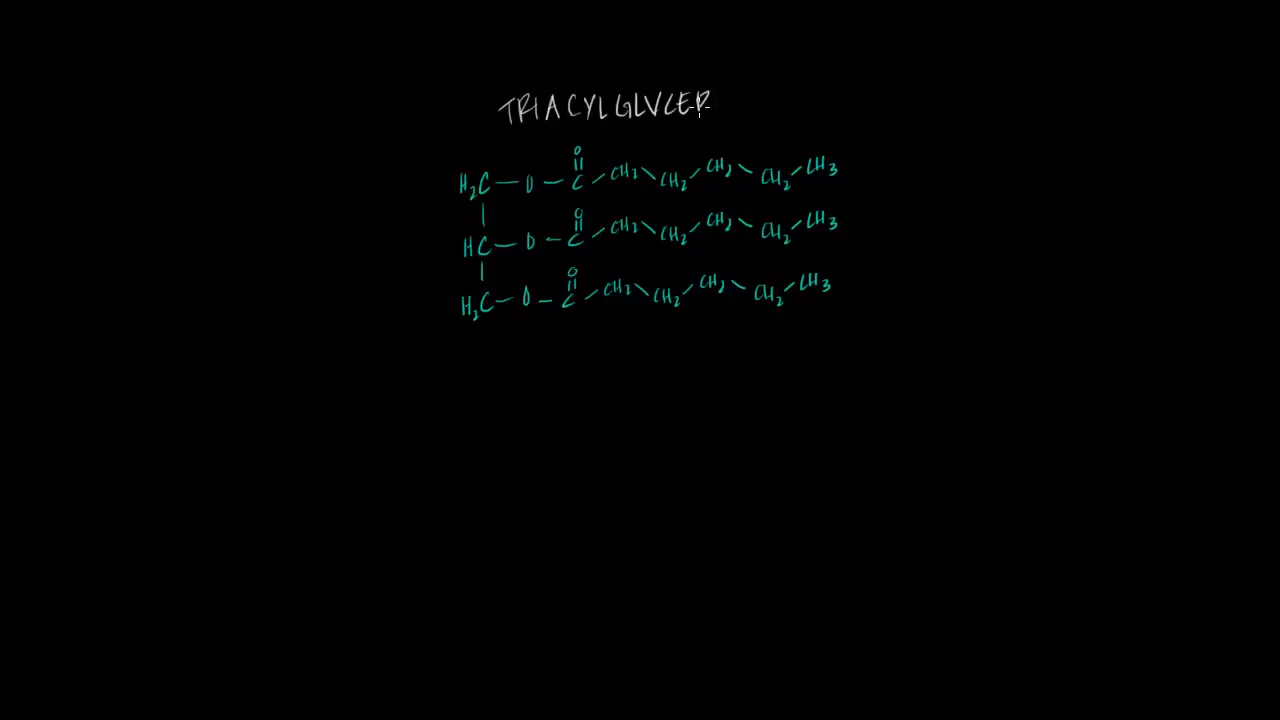 TRIACYLGLYCER
O O O
H₂C — O — C — CH₂ — CH₂ — CH₂ — CH₂ — CH₃
HC — O — C — CH₂ — CH₂ — CH₂ — CH₂ — CH₃
H₂C — O — C — CH₂ — CH₂ — CH₂ — CH₂ — CH₃